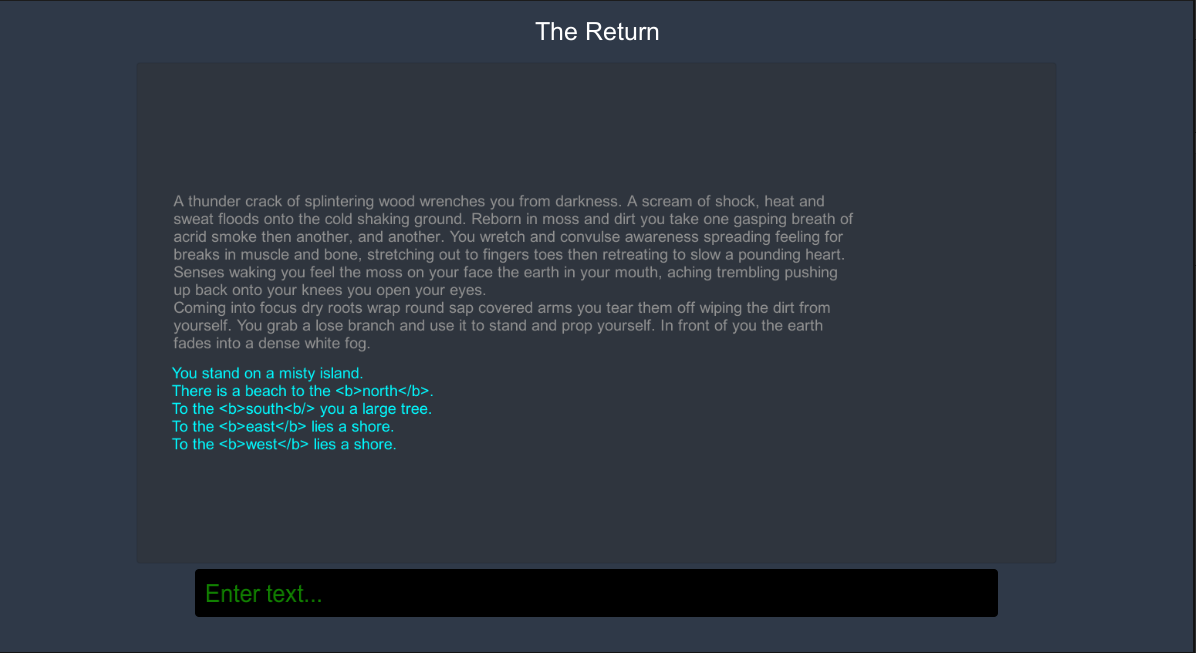 The Return
A thunder crack of splintering wood wrenches you from darkness. A scream of shock, heat and
sweat floods onto the cold shaking ground. Reborn in moss and dirt you take one gasping breath of
acrid smoke then another, and another. You wretch and convulse awareness spreading feeling for
breaks in muscle and bone, stretching out to fingers toes then retreating to slow a pounding heart.
Senses waking you feel the moss on your face the earth in your mouth, aching trembling pushing
up back onto your knees you open your eyes.
Coming into focus dry roots wrap round sap covered arms you tear them off wiping the dirt from
yourself. You grab a lose branch and use it to stand and prop yourself. In front of you the earth
fades into a dense white fog.
You stand on a misty island.
There is a beach to the <b>north</b>.
To the <b>south<b/> you a large tree.
To the <b>east</b> lies a shore.
To the <b>west</b> lies a shore.
Enter text...